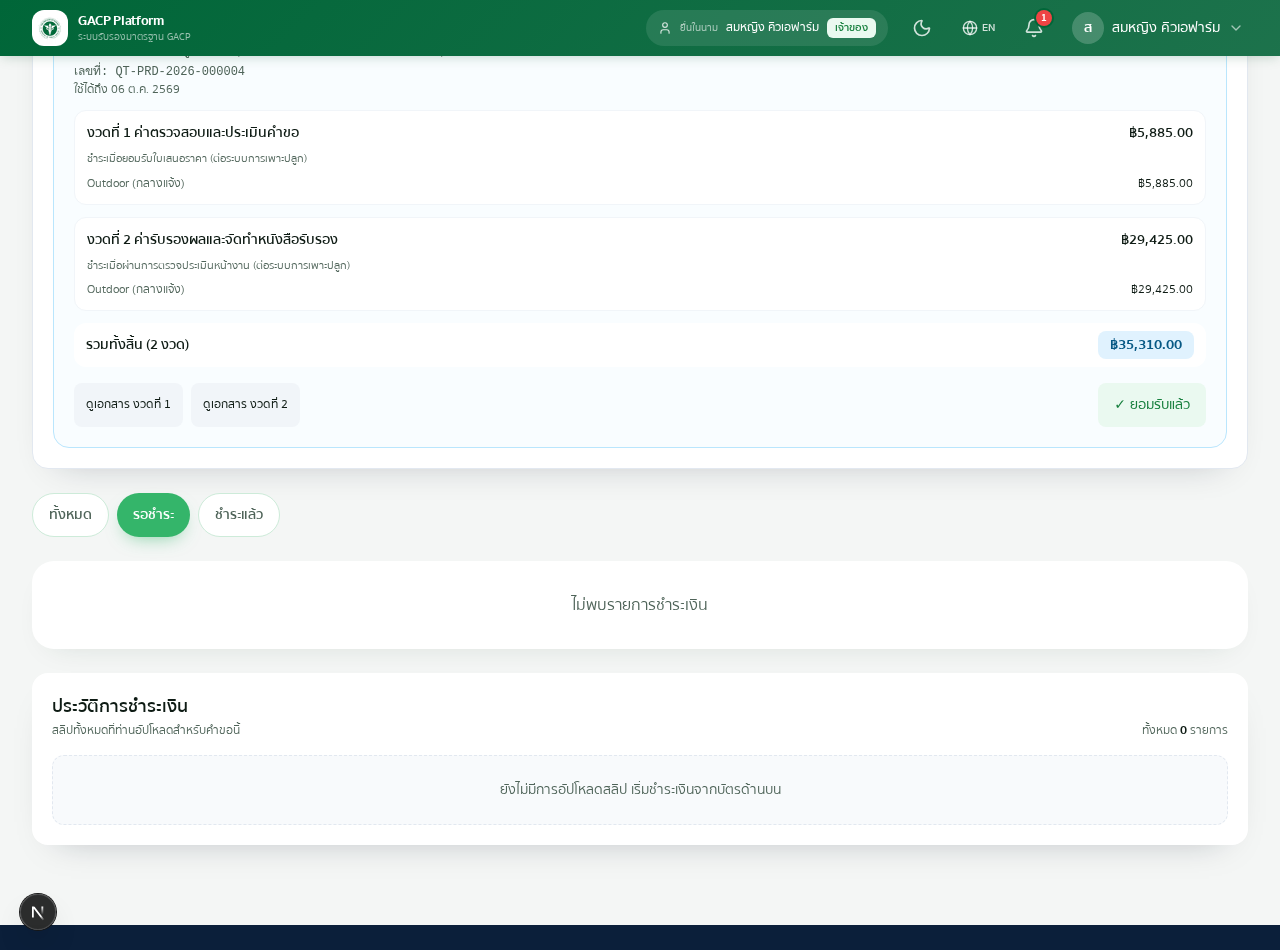 GACP Platform
ระบบรับรองมาตรฐาน GACP
ยื่นในนาม สมหญิง คิวเอฟาร์ม เจ้าของ
EN
1
ส สมหญิง คิวเอฟาร์ม
เลขที่: QT-PRD-2026-000004
ใช้ได้ถึง 06 ต.ค. 2569
งวดที่ 1 ค่าตรวจสอบและประเมินคำขอ ฿5,885.00
ชำระเมื่อยอมรับใบเสนอราคา (ต่อระบบการเพาะปลูก)
Outdoor (กลางแจ้ง) ฿5,885.00
งวดที่ 2 ค่ารับรองผลและจัดทำหนังสือรับรอง ฿29,425.00
ชำระเมื่อผ่านการตรวจประเมินหน้างาน (ต่อระบบการเพาะปลูก)
Outdoor (กลางแจ้ง) ฿29,425.00
รวมทั้งสิ้น (2 งวด) ฿35,310.00
ดูเอกสาร งวดที่ 1 ดูเอกสาร งวดที่ 2 ✓ ยอมรับแล้ว
ทั้งหมด รอชำระ ชำระแล้ว
ไม่พบรายการชำระเงิน
ประวัติการชำระเงิน
สลิปทั้งหมดที่ท่านอัปโหลดสำหรับคำขอนี้ ทั้งหมด 0 รายการ
ยังไม่มีการอัปโหลดสลิป เริ่มชำระเงินจากบัตรด้านบน
N